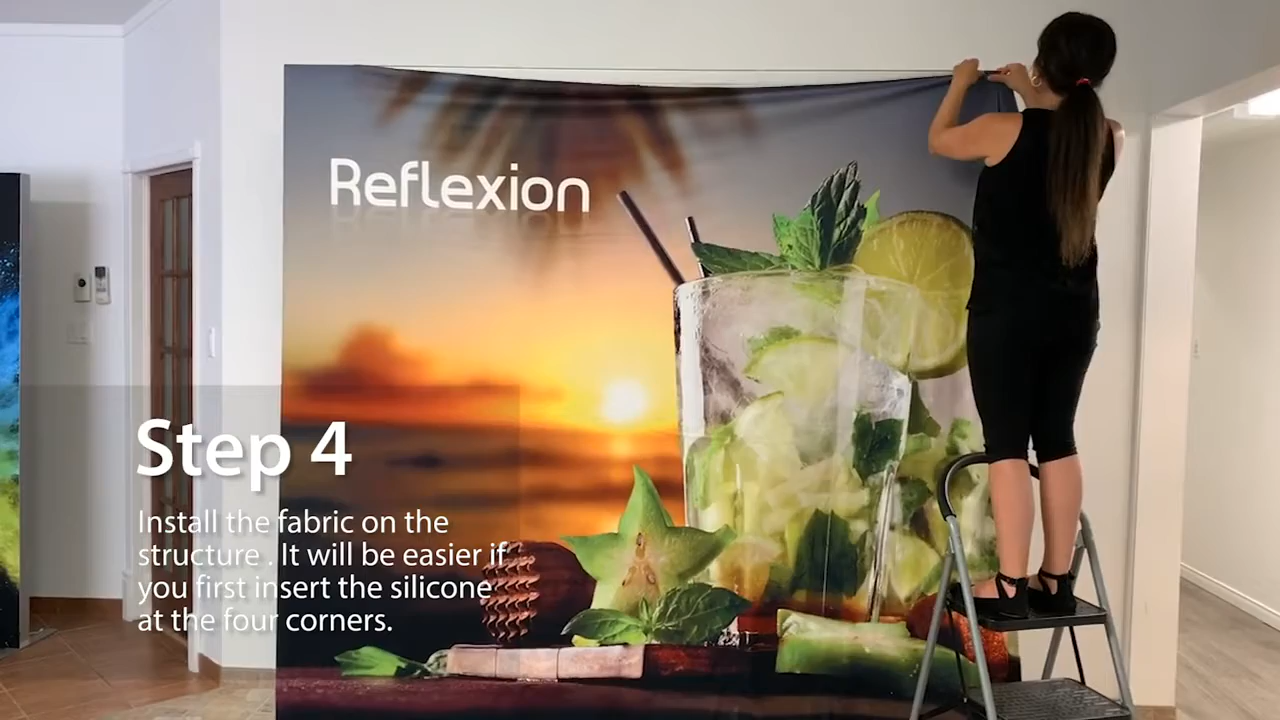 Reflexion
Step 4
Install the fabric on the
structure . It will be easier if
you first insert the silicone
at the four corners.